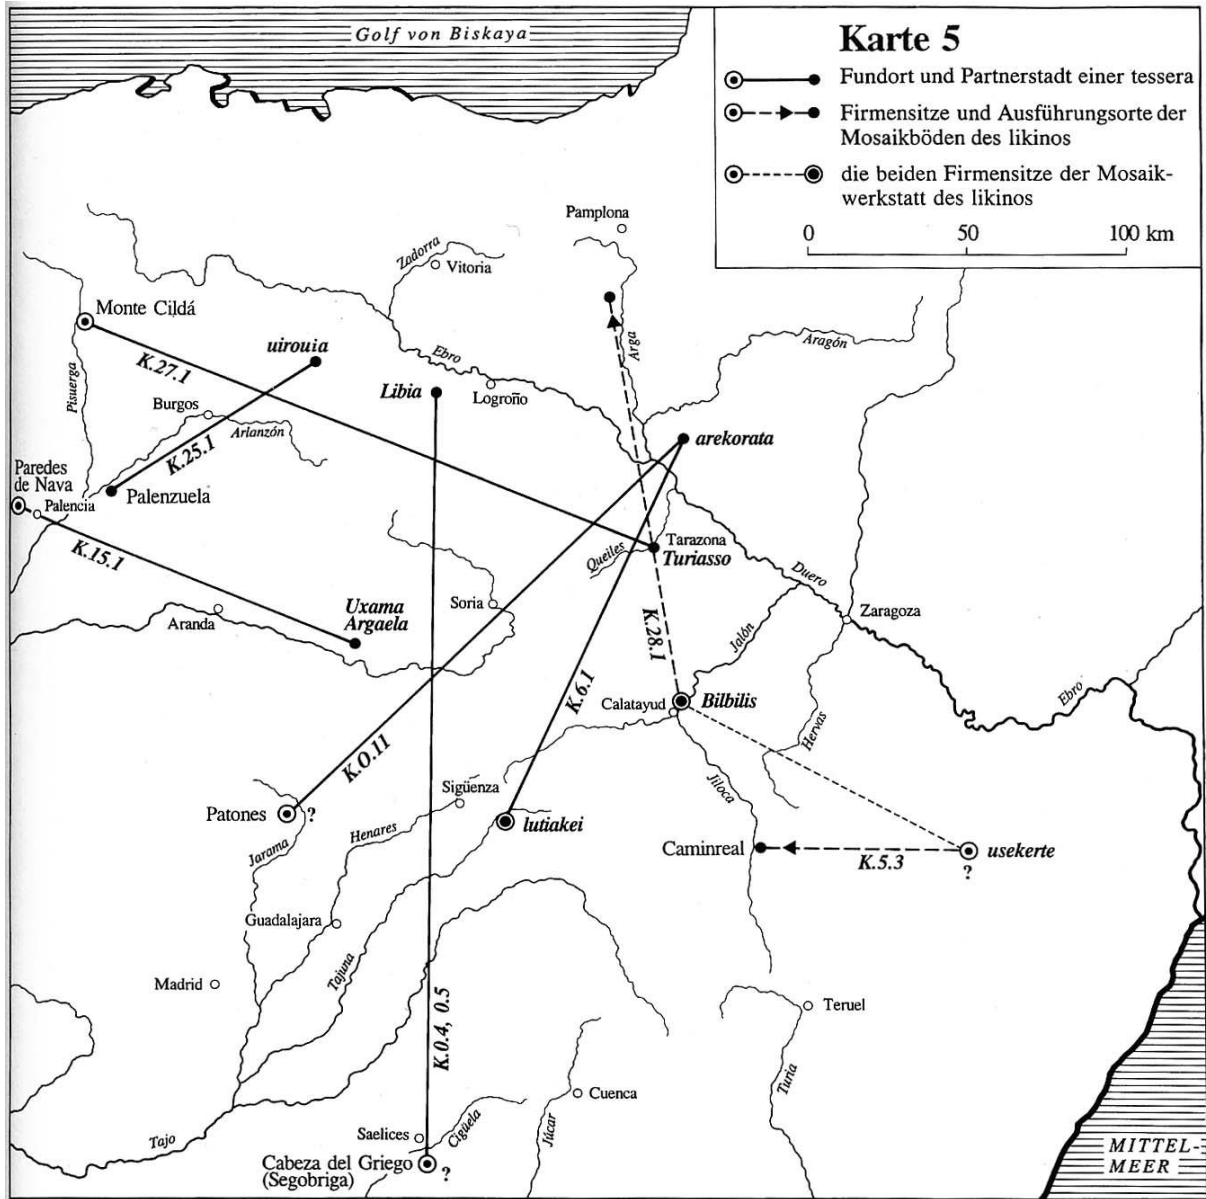 Golf von Biskaya
Karte 5
Fundort und Partnerstadt einer tessera
Firmensitze und Ausführungsorte der
Mosaikböden des likinos
die beiden Firmensitze der Mosaik-
werkstatt des likinos
0 50 100 km
Pamplona
Zadorra
Vitoria
Monte Cildá
uirouia
Ebro
Arga
Aragón
K.27.1
Pisuerga
Libia
Logroño
Burgos
Arlanzón
K.25.1
arekorata
Paredes
de Nava
Palencia
Palenzuela
K.15.1
Tarazona
Turiasso
Queiles
Duero
Uxama
Argaela
Soria
Aranda
Zaragoza
K.28.1
Jalón
K.6.1
Calatayud
Bilbilis
Ebro
Hervas
K.O.11
Jiloca
Sigüenza
Patones
?
Henares
lutiakei
Jarama
Caminreal
K.5.3
usekerte
?
Guadalajara
Tajuna
Madrid
K.0.4, 0.5
Teruel
Turia
Cuenca
Júcar
Cigüela
Saelices
Tajo
Cabeza del Griego
(Segobriga)
?
MITTEL-
MEER